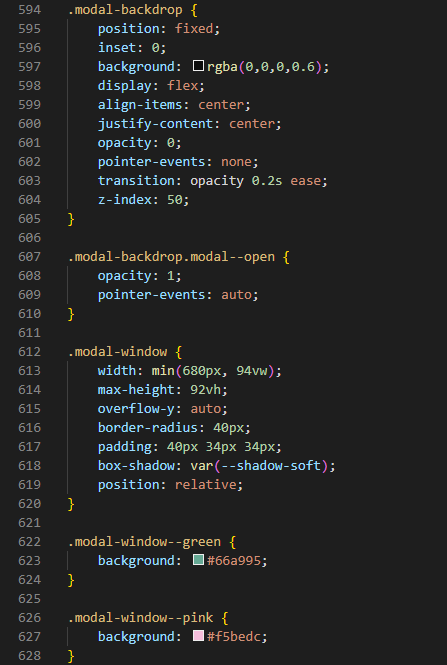 594 .modal-backdrop {
595     position: fixed;
596     inset: 0;
597     background: rgba(0,0,0,0.6);
598     display: flex;
599     align-items: center;
600     justify-content: center;
601     opacity: 0;
602     pointer-events: none;
603     transition: opacity 0.2s ease;
604     z-index: 50;
605 }
606
607 .modal-backdrop.modal--open {
608     opacity: 1;
609     pointer-events: auto;
610 }
611
612 .modal-window {
613     width: min(680px, 94vw);
614     max-height: 92vh;
615     overflow-y: auto;
616     border-radius: 40px;
617     padding: 40px 34px 34px;
618     box-shadow: var(--shadow-soft);
619     position: relative;
620 }
621
622 .modal-window--green {
623     background: #66a995;
624 }
625
626 .modal-window--pink {
627     background: #f5bedc;
628 }